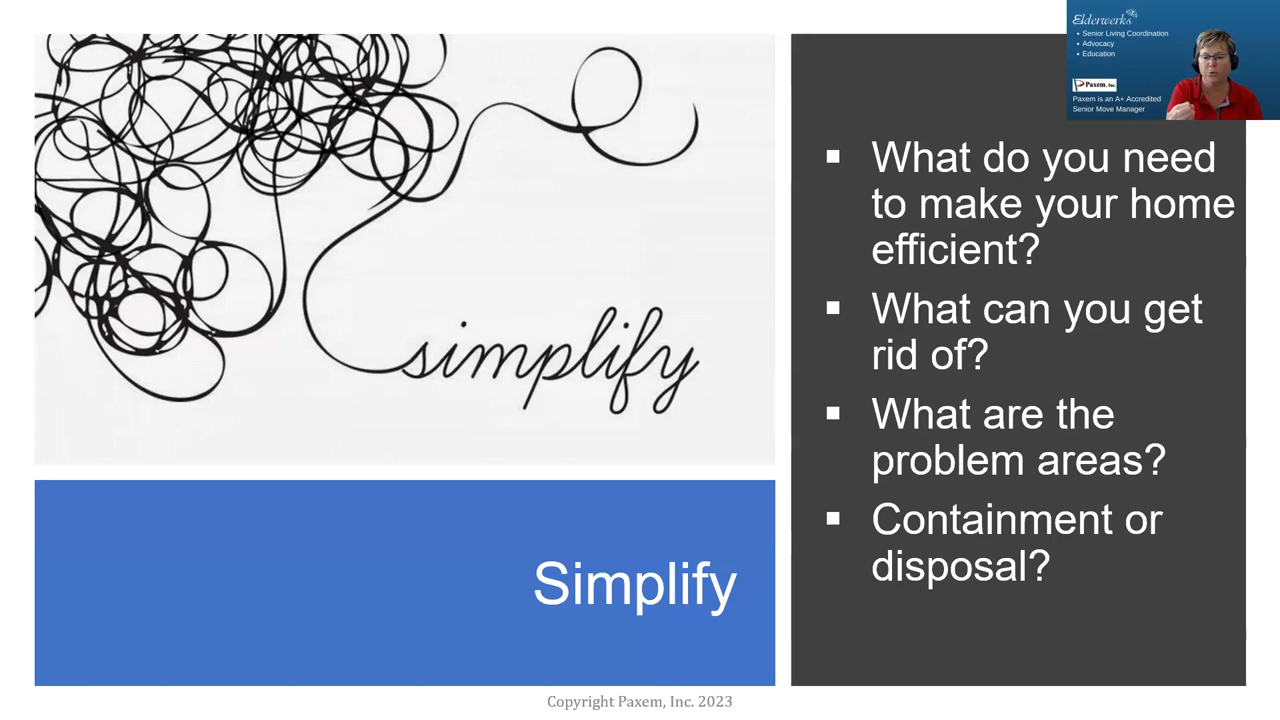 simplify
Simplify
▪ What do you need
to make your home
efficient?
▪ What can you get
rid of?
▪ What are the
problem areas?
▪ Containment or
disposal?
Elderwerks
• Senior Living Coordination
• Advocacy
• Education
Paxem, Inc.
Paxem is an A+ Accredited
Senior Move Manager
Copyright Paxem, Inc. 2023